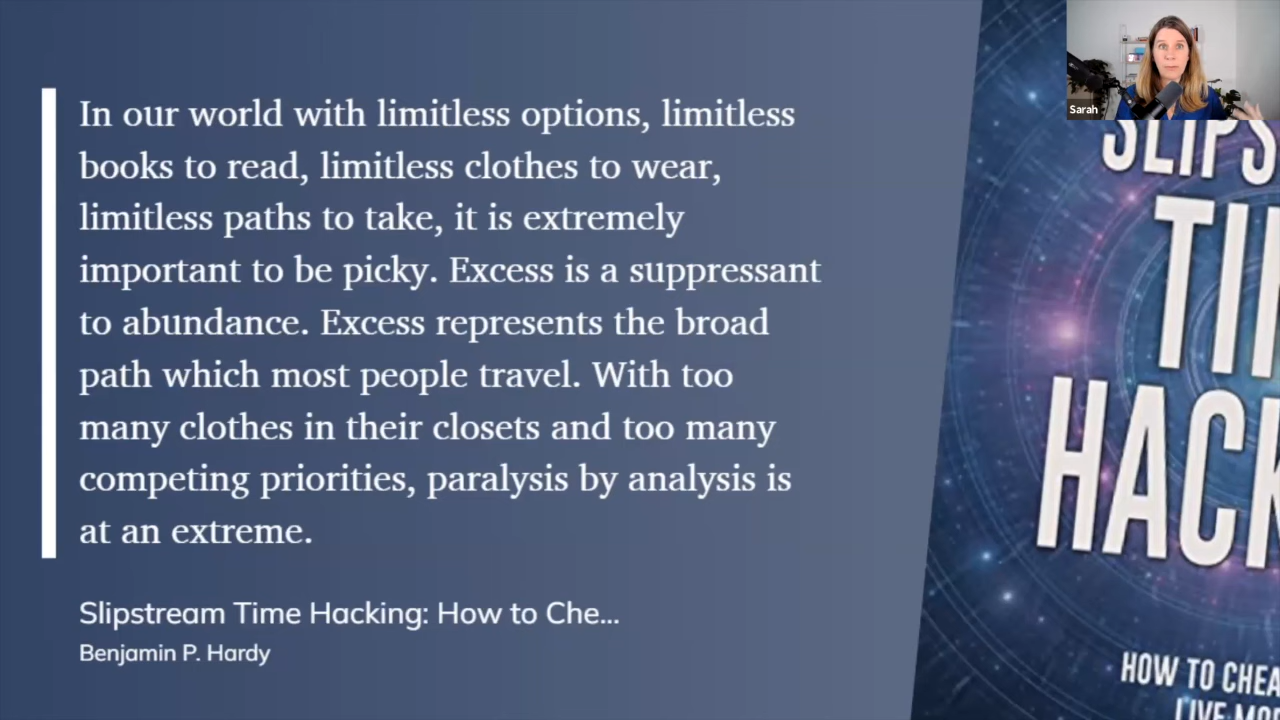 In our world with limitless options, limitless
books to read, limitless clothes to wear,
limitless paths to take, it is extremely
important to be picky. Excess is a suppressant
to abundance. Excess represents the broad
path which most people travel. With too
many clothes in their closets and too many
competing priorities, paralysis by analysis is
at an extreme.
Slipstream Time Hacking: How to Che...
Benjamin P. Hardy
Sarah
SLIPS
TI
HACK
HOW TO CHEA
LIVE MO